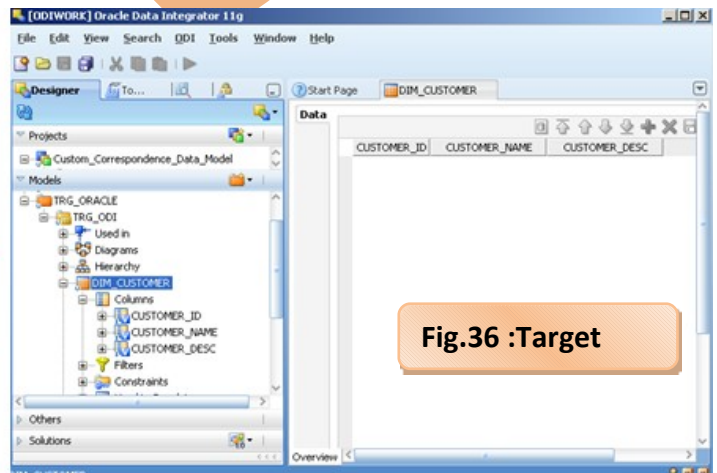 [ODIWORK] Oracle Data Integrator 11g
File Edit View Search ODI Tools Window Help
Designer To... Start Page DIM_CUSTOMER
Data
Projects
Custom_Correspondence_Data_Model
CUSTOMER_ID CUSTOMER_NAME CUSTOMER_DESC
Models
TRG_ORACLE
TRG_ODI
Used in
Diagrams
Hierarchy
DIM_CUSTOMER
Columns
CUSTOMER_ID
CUSTOMER_NAME
CUSTOMER_DESC
Filters
Constraints
Fig.36 :Target
Others
Solutions
Overview